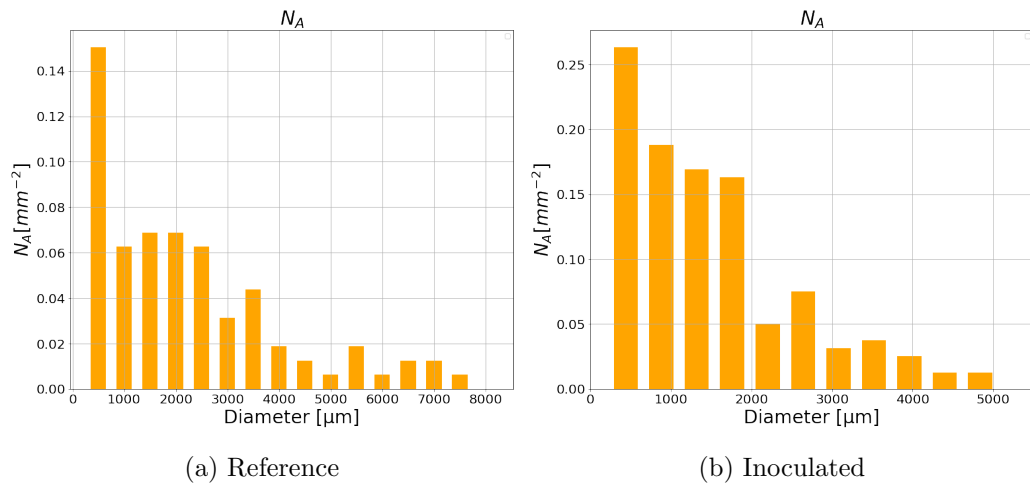 N_A
0.14
0.12
0.10
0.08
0.06
0.04
0.02
0.00
N_A[mm^{-2}]
0 1000 2000 3000 4000 5000 6000 7000 8000
Diameter [µm]
(a) Reference
N_A
0.25
0.20
0.15
0.10
0.05
0.00
N_A[mm^{-2}]
0 1000 2000 3000 4000 5000
Diameter [µm]
(b) Inoculated